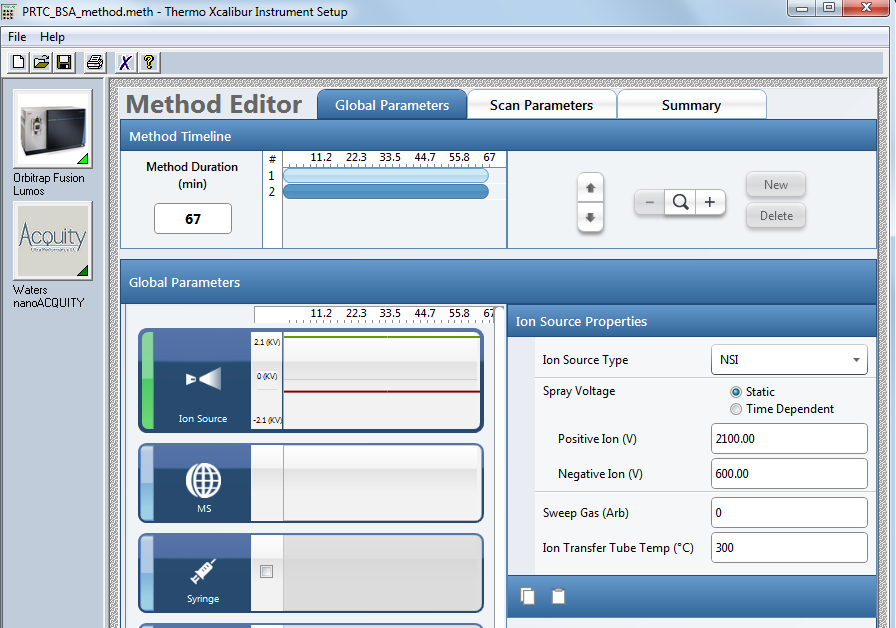 PRTC_BSA_method.meth - Thermo Xcalibur Instrument Setup
File Help
X ?
Orbitrap Fusion
Lumos
Acquity
Waters
nanoACQUITY
Method Editor
Global Parameters
Scan Parameters
Summary
Method Timeline
Method Duration
(min)
67
# 11.2 22.3 33.5 44.7 55.8 67
1
2
New
Delete
Global Parameters
11.2 22.3 33.5 44.7 55.8 67
2.1 (KV)
0 (KV)
-2.1 (KV)
Ion Source
MS
Syringe
Ion Source Properties
Ion Source Type NSI
Spray Voltage Static
Time Dependent
Positive Ion (V) 2100.00
Negative Ion (V) 600.00
Sweep Gas (Arb) 0
Ion Transfer Tube Temp (°C) 300